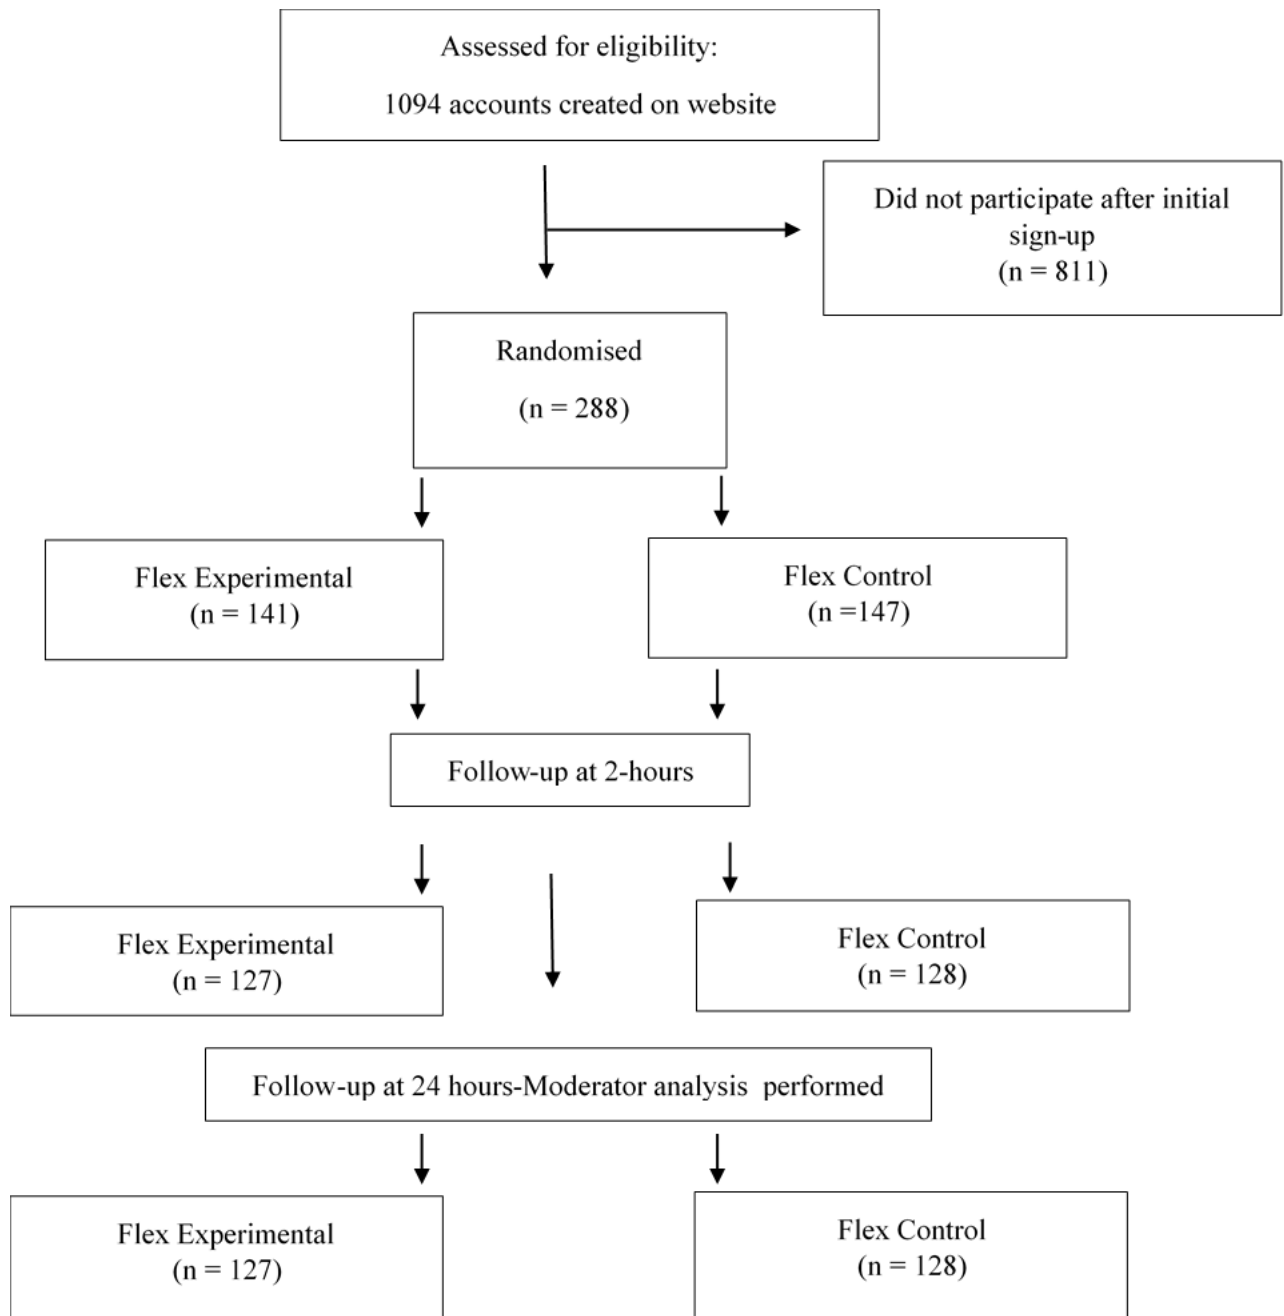 Assessed for eligibility:
1094 accounts created on website
Did not participate after initial
sign-up
(n = 811)
Randomised
(n = 288)
Flex Experimental
(n = 141)
Flex Control
(n =147)
Follow-up at 2-hours
Flex Experimental
(n = 127)
Flex Control
(n = 128)
Follow-up at 24 hours-Moderator analysis  performed
Flex Experimental
(n = 127)
Flex Control
(n = 128)